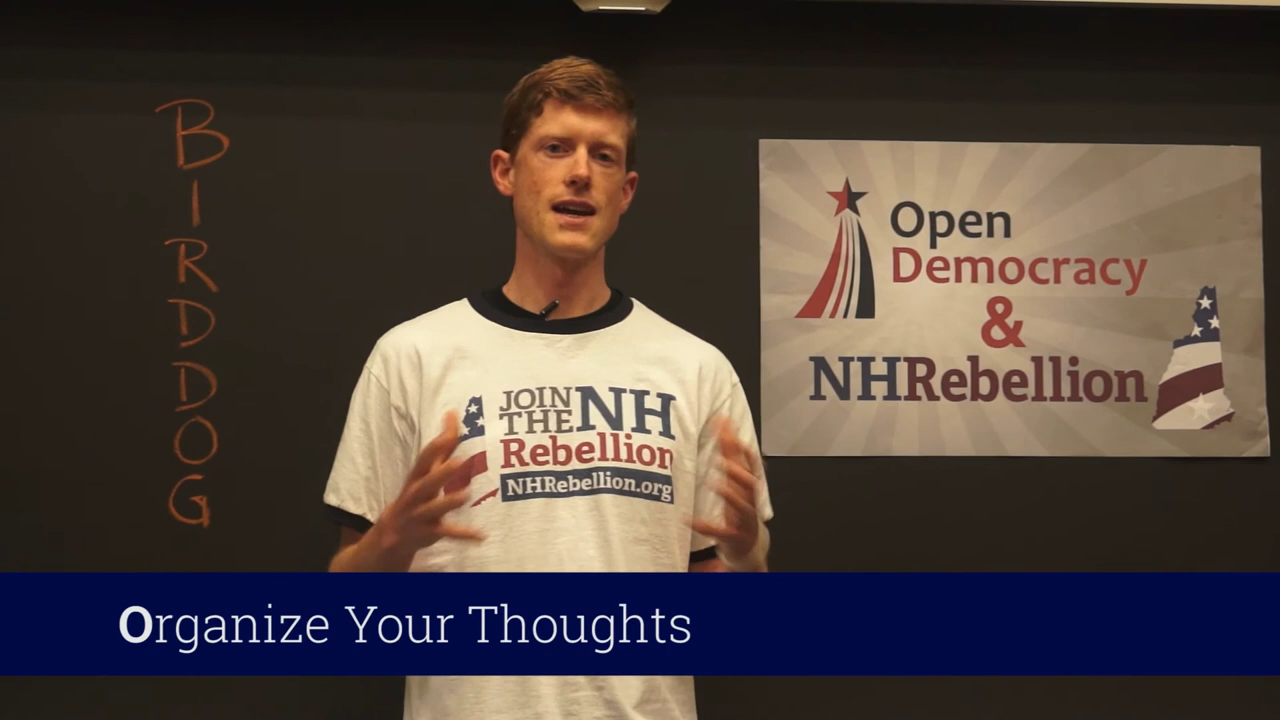 B
I
R
D
D
O
G
Open
Democracy
&
NHRebellion
JOIN
THE
NH
Rebellion
NHRebellion.org
Organize Your Thoughts